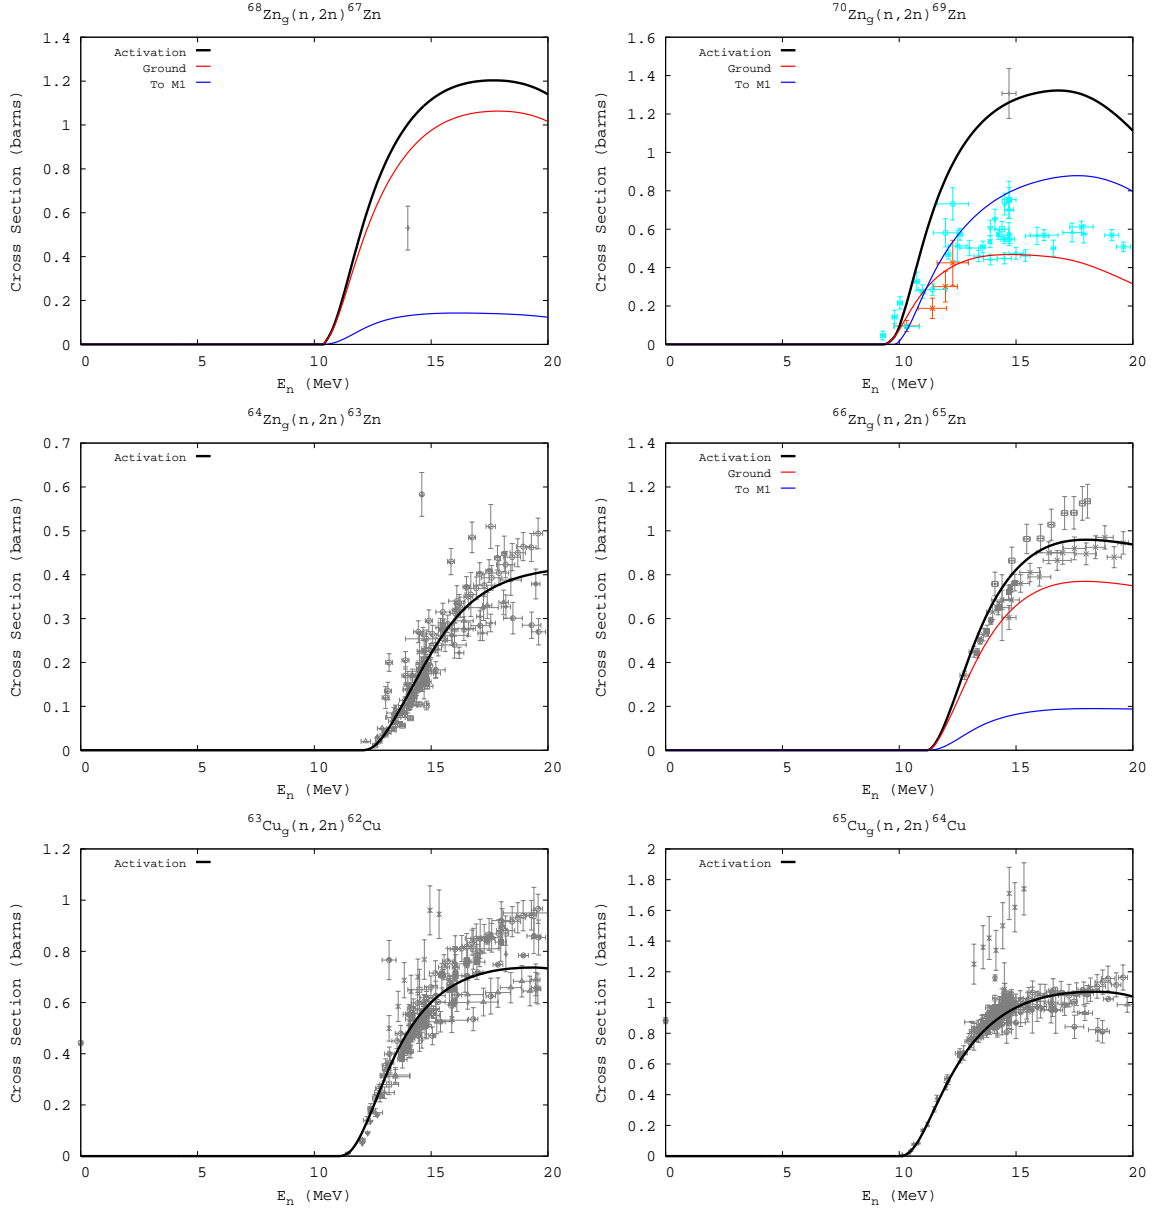 ⁶⁸Zn_g(n,2n)⁶⁷Zn
Cross Section (barns)
1.4
1.2
1
0.8
0.6
0.4
0.2
0
Activation
Ground
To M1
0 5 10 15 20
E_n (MeV)
⁷⁰Zn_g(n,2n)⁶⁹Zn
Cross Section (barns)
1.6
1.4
1.2
1
0.8
0.6
0.4
0.2
0
Activation
Ground
To M1
0 5 10 15 20
E_n (MeV)
⁶⁴Zn_g(n,2n)⁶³Zn
Cross Section (barns)
0.7
0.6
0.5
0.4
0.3
0.2
0.1
0
Activation
0 5 10 15 20
E_n (MeV)
⁶⁶Zn_g(n,2n)⁶⁵Zn
Cross Section (barns)
1.4
1.2
1
0.8
0.6
0.4
0.2
0
Activation
Ground
To M1
0 5 10 15 20
E_n (MeV)
⁶³Cu_g(n,2n)⁶²Cu
Cross Section (barns)
1.2
1
0.8
0.6
0.4
0.2
0
Activation
0 5 10 15 20
E_n (MeV)
⁶⁵Cu_g(n,2n)⁶⁴Cu
Cross Section (barns)
2
1.8
1.6
1.4
1.2
1
0.8
0.6
0.4
0.2
0
Activation
0 5 10 15 20
E_n (MeV)